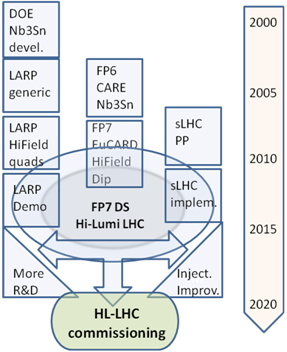 DOE
Nb3Sn
devel.
LARP
generic
LARP
HiField
quads
LARP
Demo
More
R&D
FP6
CARE
Nb3Sn
FP7
EuCARD
HiField
Dip
sLHC
PP
sLHC
implem.
FP7 DS
Hi-Lumi LHC
Inject.
Improv.
HL-LHC
commissioning
2000
2005
2010
2015
2020